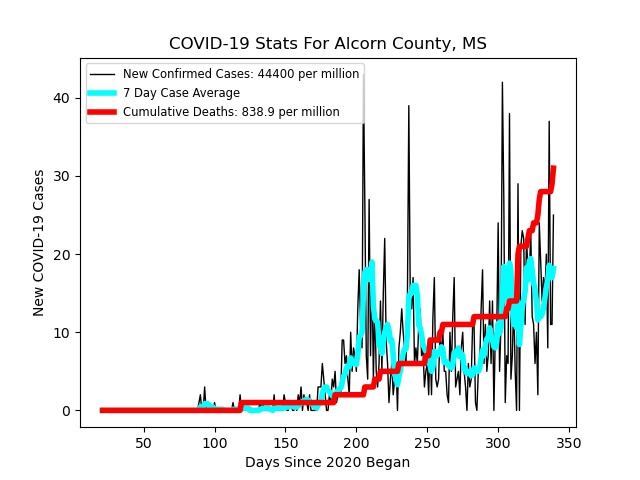 COVID-19 Stats For Alcorn County, MS
New Confirmed Cases: 44400 per million
7 Day Case Average
Cumulative Deaths: 838.9 per million
New COVID-19 Cases
40
30
20
10
0
50 100 150 200 250 300 350
Days Since 2020 Began